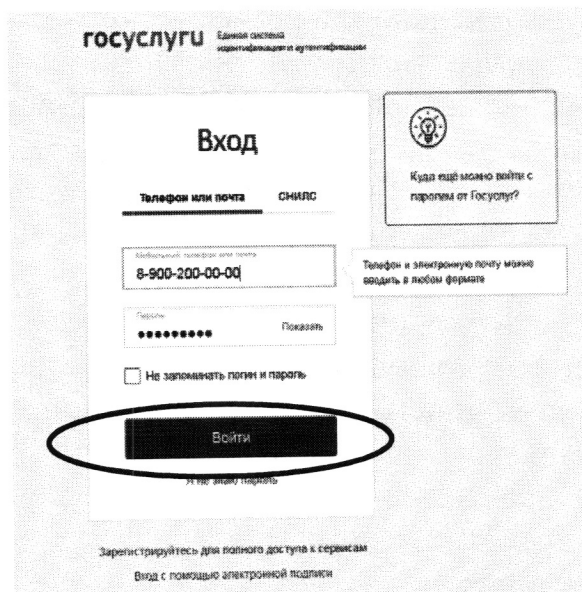 госуслуги
Единая система
идентификации и аутентификации
Вход
Телефон или почта
СНИЛС
Куда ещё можно войти с
паролем от Госуслуг?
Мобильный телефон или почта
8-900-200-00-00
Телефон и электронную почту можно
вводить в любом формате
Пароль
•••••••••
Показать
Не запоминать логин и пароль
Войти
Я не знаю пароль
Зарегистрируйтесь для полного доступа к сервисам
Вход с помощью электронной подписи